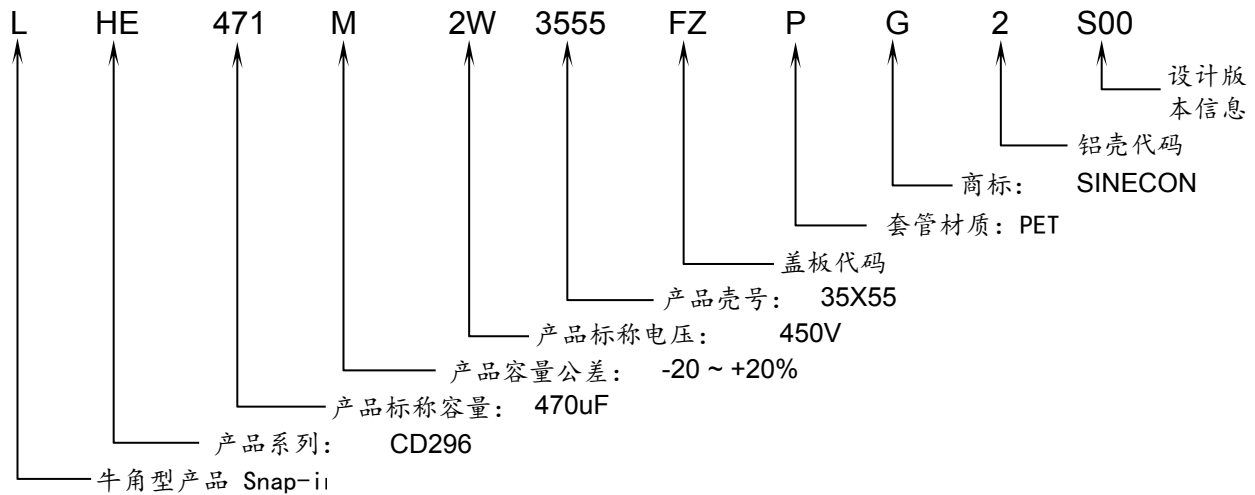 L HE 471 M 2W 3555 FZ P G 2 S00
设计版
本信息
铝壳代码
商标： SINECON
套管材质：PET
盖板代码
产品壳号： 35X55
产品标称电压： 450V
产品容量公差： -20 ~ +20%
产品标称容量： 470uF
产品系列： CD296
牛角型产品